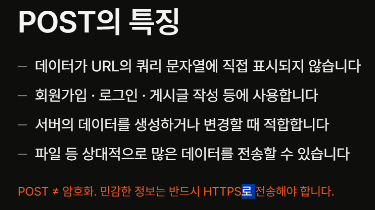 POST의 특징
— 데이터가 URL의 쿼리 문자열에 직접 표시되지 않습니다
— 회원가입 · 로그인 · 게시글 작성 등에 사용합니다
— 서버의 데이터를 생성하거나 변경할 때 적합합니다
— 파일 등 상대적으로 많은 데이터를 전송할 수 있습니다
POST ≠ 암호화. 민감한 정보는 반드시 HTTPS로 전송해야 합니다.